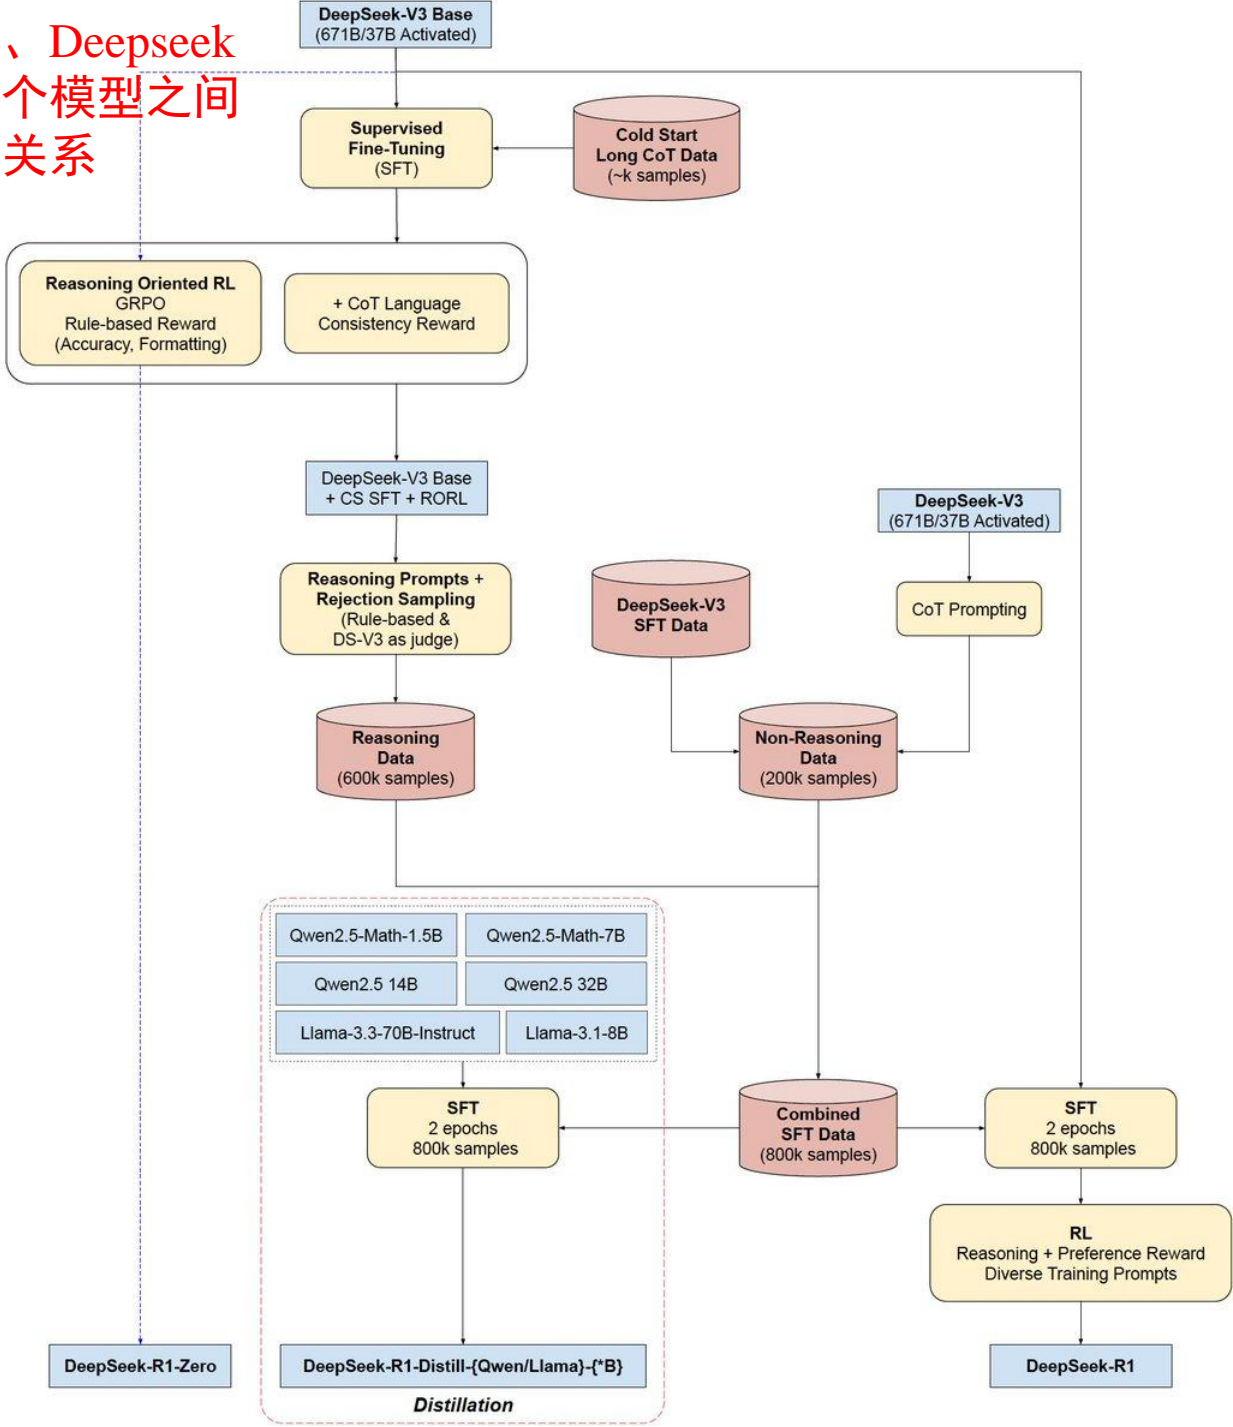 、Deepseek
个模型之间
关系
DeepSeek-V3 Base
(671B/37B Activated)
Supervised
Fine-Tuning
(SFT)
Cold Start
Long CoT Data
(~k samples)
Reasoning Oriented RL
GRPO
Rule-based Reward
(Accuracy, Formatting)
+ CoT Language
Consistency Reward
DeepSeek-V3 Base
+ CS SFT + RORL
DeepSeek-V3
(671B/37B Activated)
Reasoning Prompts +
Rejection Sampling
(Rule-based &
DS-V3 as judge)
DeepSeek-V3
SFT Data
CoT Prompting
Reasoning
Data
(600k samples)
Non-Reasoning
Data
(200k samples)
Qwen2.5-Math-1.5B
Qwen2.5-Math-7B
Qwen2.5 14B
Qwen2.5 32B
Llama-3.3-70B-Instruct
Llama-3.1-8B
SFT
2 epochs
800k samples
Combined
SFT Data
(800k samples)
SFT
2 epochs
800k samples
RL
Reasoning + Preference Reward
Diverse Training Prompts
DeepSeek-R1-Zero
DeepSeek-R1-Distill-{Qwen/Llama}-{*B}
DeepSeek-R1
Distillation